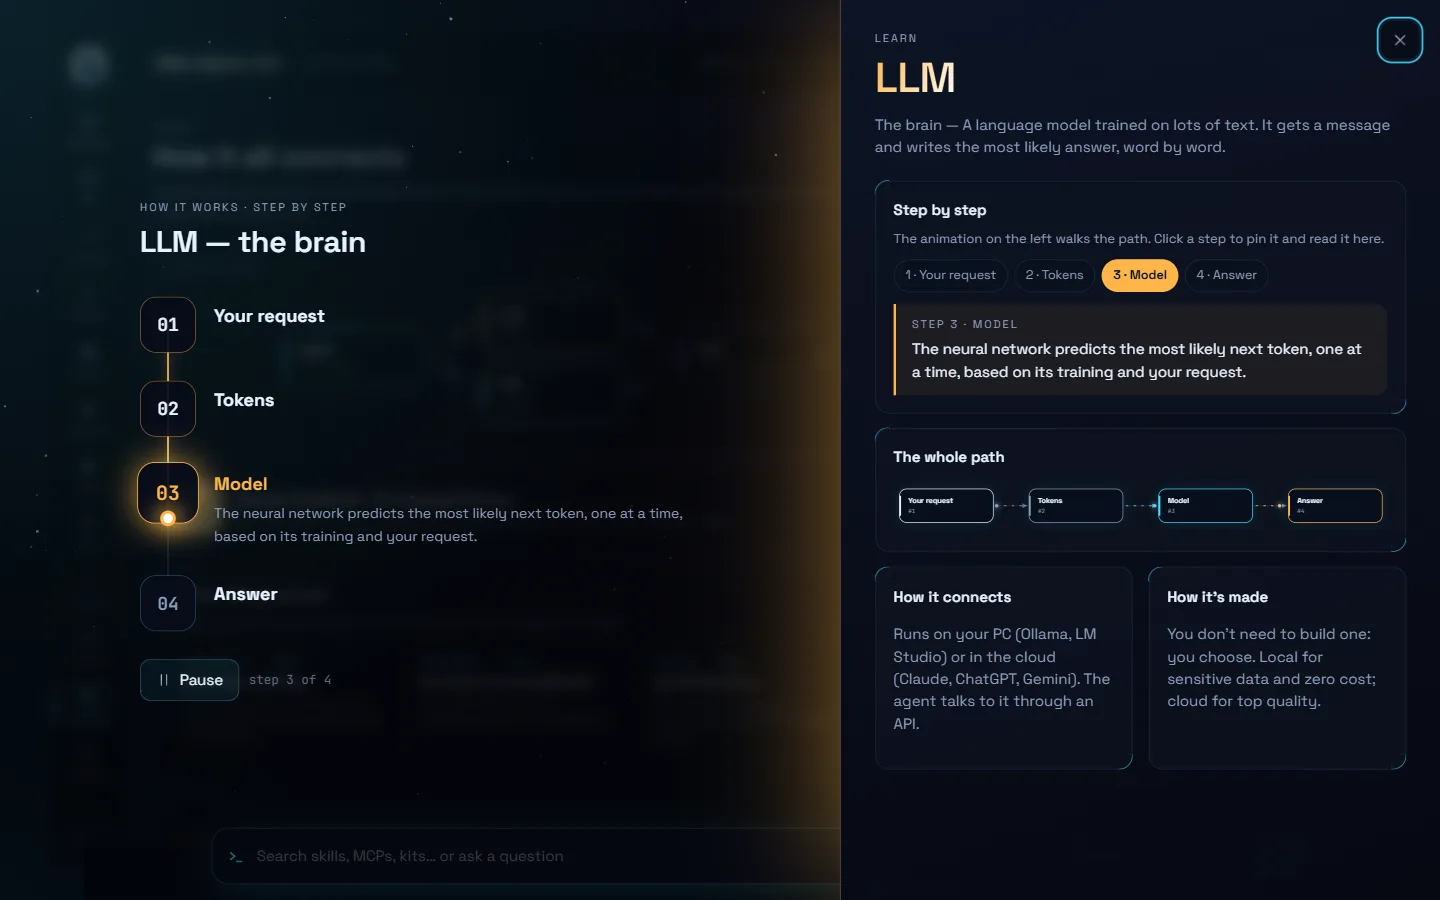 HOW IT WORKS · STEP BY STEP
LLM — the brain
01
Your request
02
Tokens
03
Model
The neural network predicts the most likely next token, one at a time,
based on its training and your request.
04
Answer
Pause
step 3 of 4
>_ Search skills, MCPs, kits… or ask a question
LEARN
LLM
The brain — A language model trained on lots of text. It gets a message
and writes the most likely answer, word by word.
Step by step
The animation on the left walks the path. Click a step to pin it and read it here.
1 · Your request
2 · Tokens
3 · Model
4 · Answer
STEP 3 · MODEL
The neural network predicts the most likely next token, one at
a time, based on its training and your request.
The whole path
Your request
#1
Tokens
#2
Model
#3
Answer
#4
How it connects
Runs on your PC (Ollama, LM
Studio) or in the cloud
(Claude, ChatGPT, Gemini). The
agent talks to it through an
API.
How it's made
You don't need to build one:
you choose. Local for
sensitive data and zero cost;
cloud for top quality.